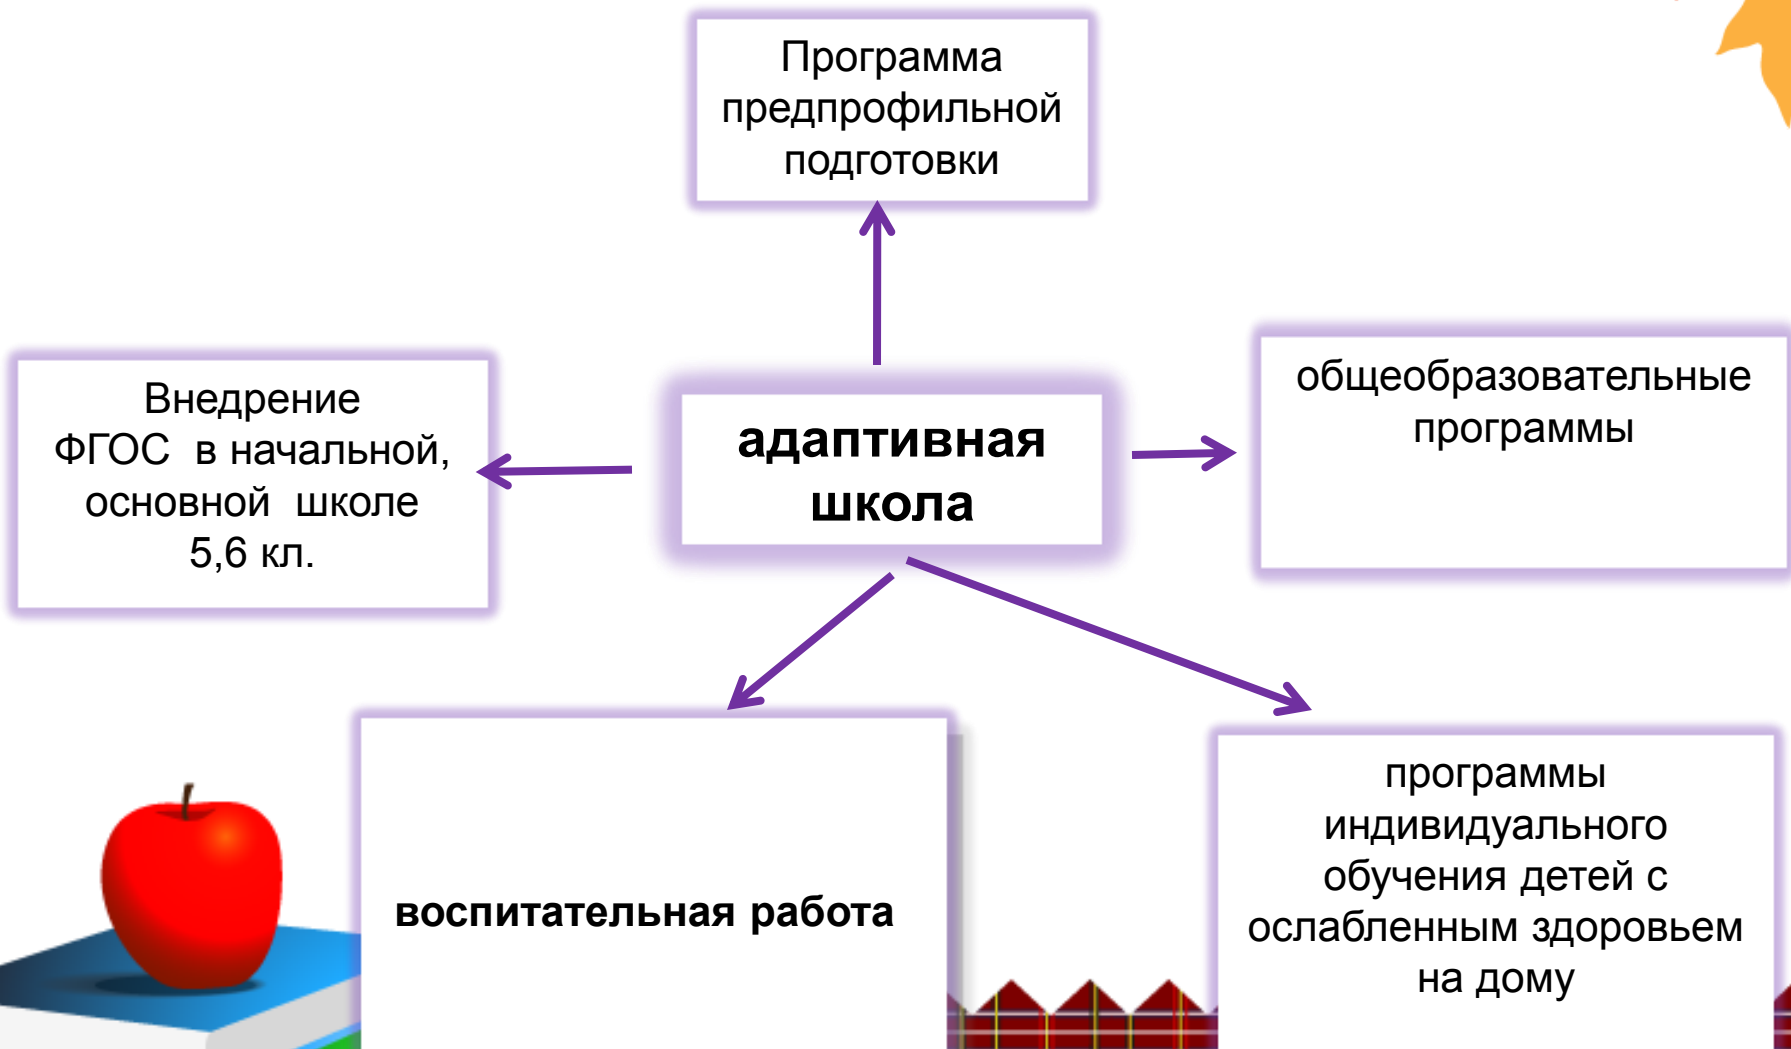 Программа
предпрофильной
подготовки
Внедрение
ФГОС в начальной,
основной школе
5,6 кл.
адаптивная
школа
общеобразовательные
программы
воспитательная работа
программы
индивидуального
обучения детей с
ослабленным здоровьем
на дому